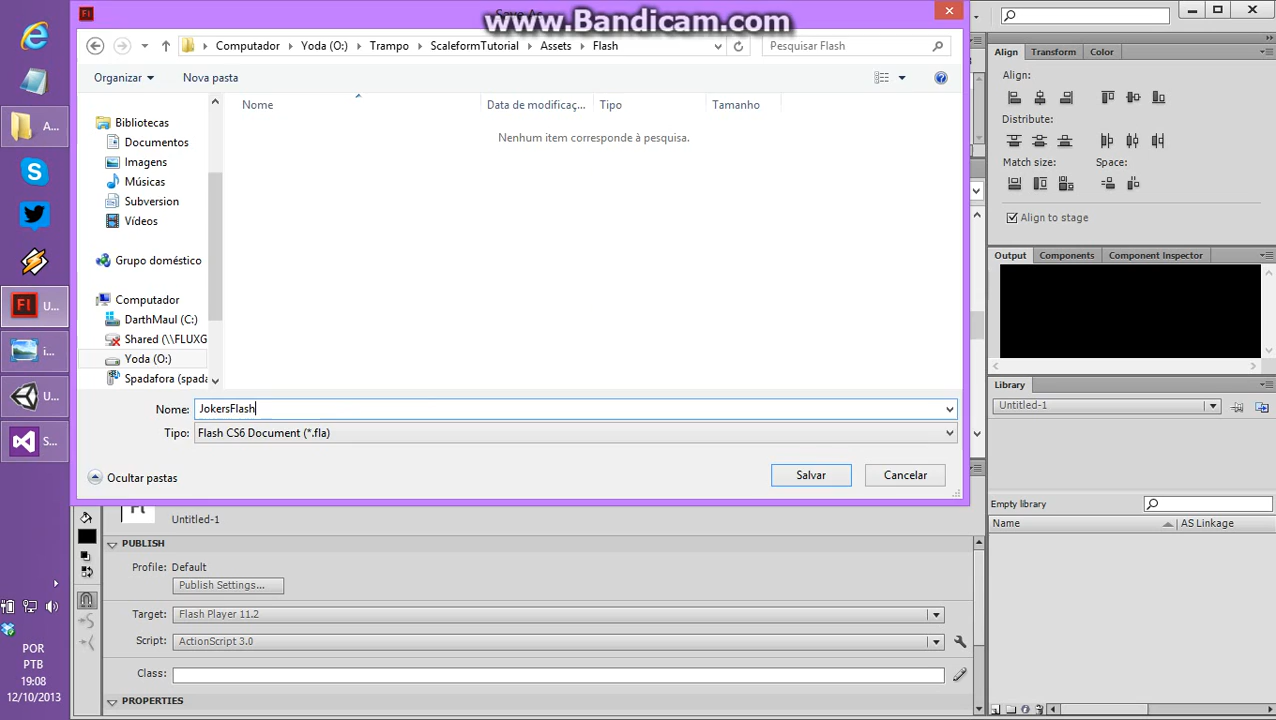 Save As
www.Bandicam.com
Computador
Yoda (O:)
Trampo
ScaleformTutorial
Assets
Flash
Pesquisar Flash
Organizar
Nova pasta
Nome
Data de modificaç...
Tipo
Tamanho
Nenhum item corresponde à pesquisa.
Bibliotecas
Documentos
Imagens
Músicas
Subversion
Vídeos
Grupo doméstico
Computador
DarthMaul (C:)
Shared (\\FLUXG
Yoda (O:)
Spadafora (spada
Nome: JokersFlash
Tipo: Flash CS6 Document (*.fla)
Ocultar pastas
Salvar
Cancelar
A...
Fl
U...
i...
U...
S...
POR
PTB
19:08
12/10/2013
Untitled-1
PUBLISH
Profile: Default
Publish Settings...
Target: Flash Player 11.2
Script: ActionScript 3.0
Class:
PROPERTIES
Align
Transform
Color
Align:
Distribute:
Match size:
Space:
Align to stage
Output
Components
Component Inspector
Library
Untitled-1
Empty library
Name
AS Linkage